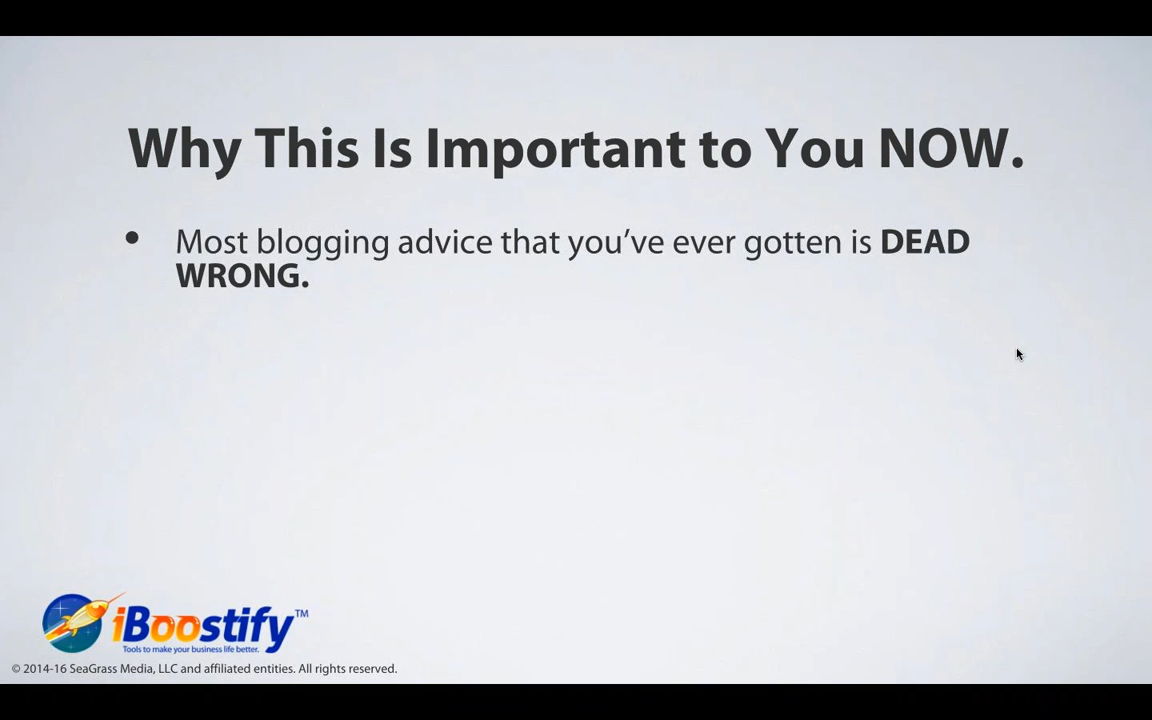 Why This Is Important to You NOW.
• Most blogging advice that you’ve ever gotten is DEAD
WRONG.
iBoostify™
Tools to make your business life better.
© 2014-16 SeaGrass Media, LLC and affiliated entities. All rights reserved.